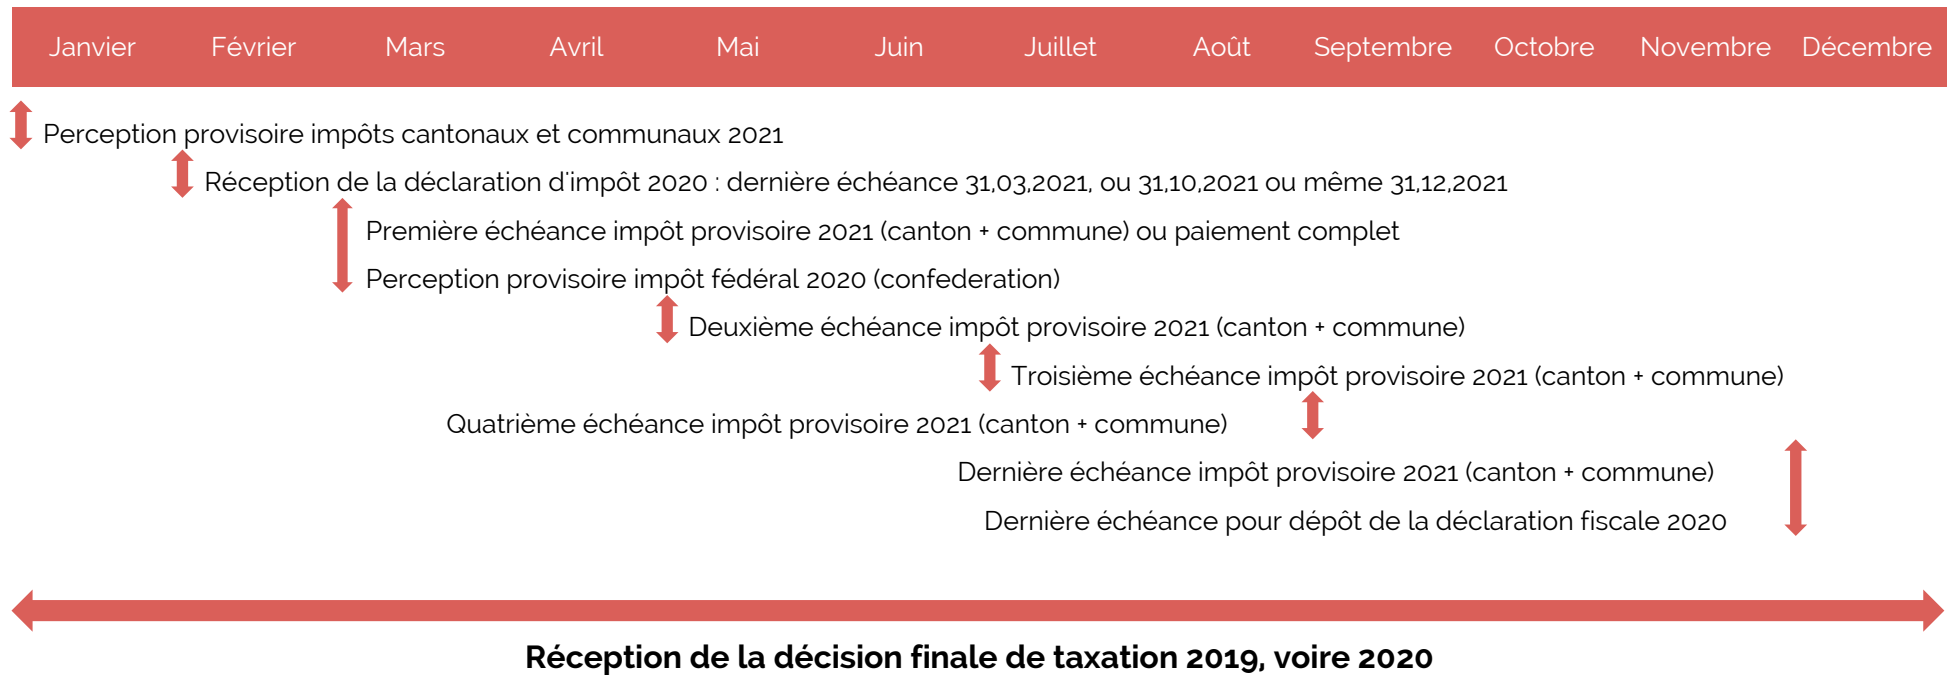 Janvier Février Mars Avril Mai Juin Juillet Août Septembre Octobre Novembre Décembre
Perception provisoire impôts cantonaux et communaux 2021
Réception de la déclaration d'impôt 2020 : dernière échéance 31,03,2021, ou 31,10,2021 ou même 31,12,2021
Première échéance impôt provisoire 2021 (canton + commune) ou paiement complet
Perception provisoire impôt fédéral 2020 (confederation)
Deuxième échéance impôt provisoire 2021 (canton + commune)
Troisième échéance impôt provisoire 2021 (canton + commune)
Quatrième échéance impôt provisoire 2021 (canton + commune)
Dernière échéance impôt provisoire 2021 (canton + commune)
Dernière échéance pour dépôt de la déclaration fiscale 2020
Réception de la décision finale de taxation 2019, voire 2020